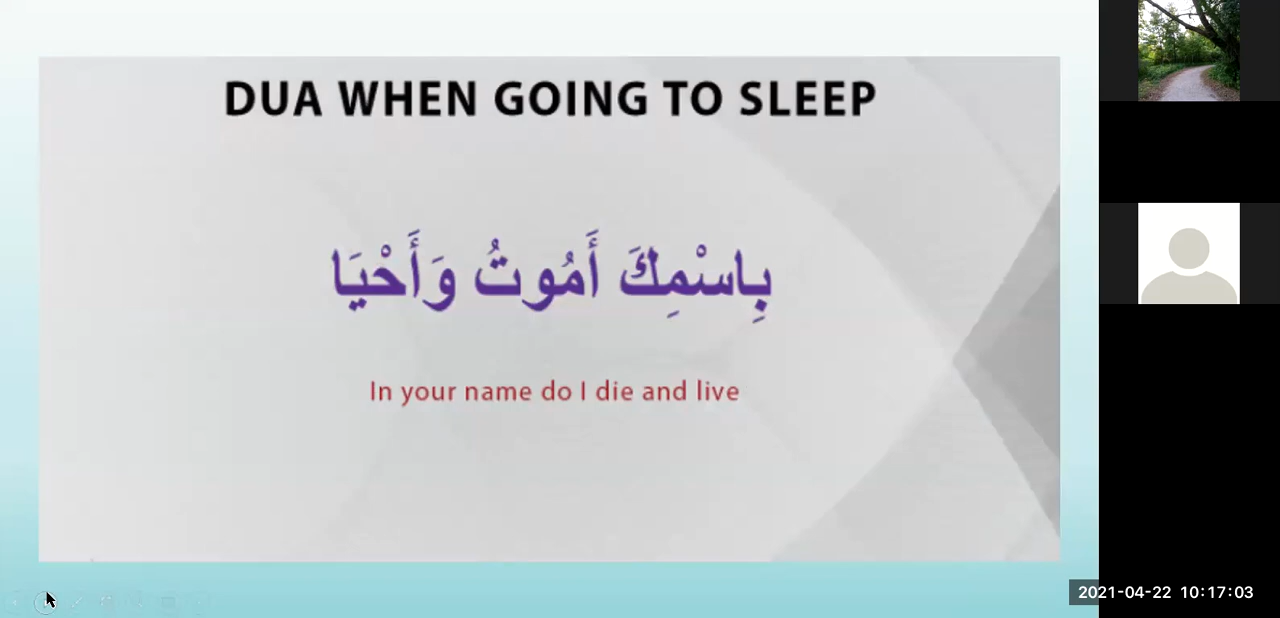 DUA WHEN GOING TO SLEEP
بِاسْمِكَ أَمُوتُ وَأَحْيَا
In your name do I die and live
2021-04-22 10:17:03